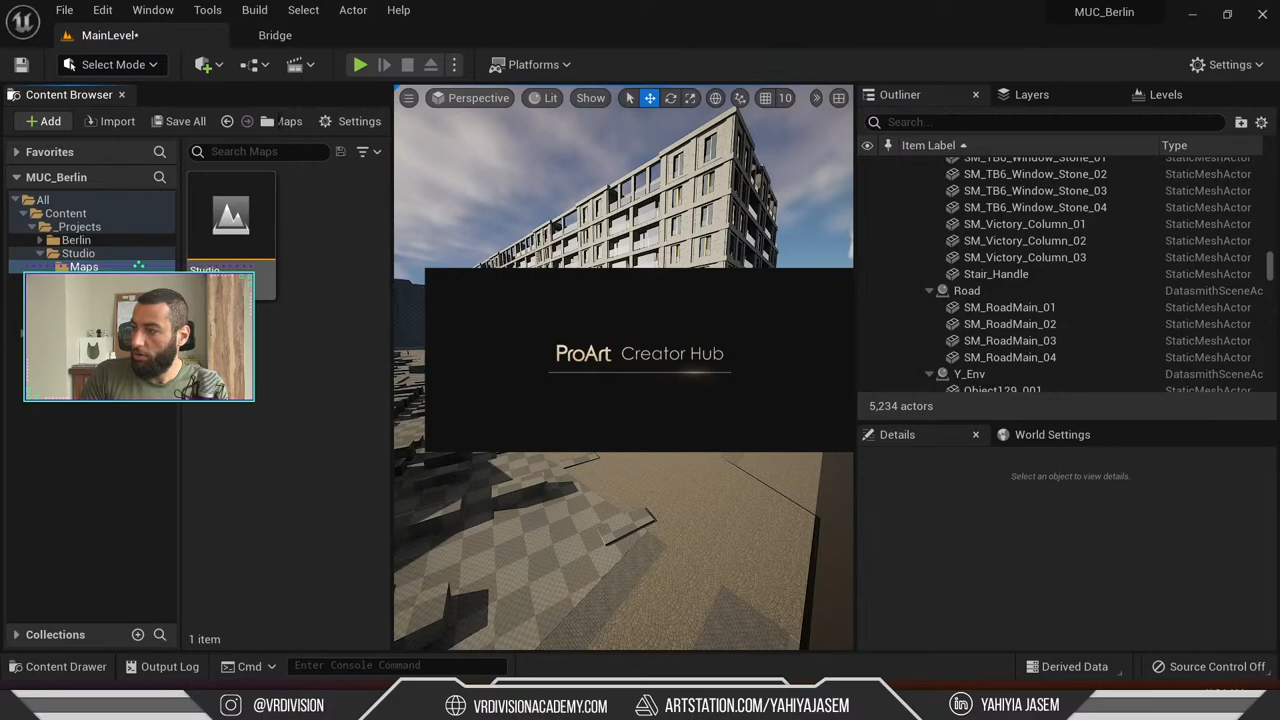 File Edit Window Tools Build Select Actor Help
MUC_Berlin
MainLevel•
Bridge
Select Mode
Platforms
Settings
Content Browser
Perspective
Lit
Show
10
Outliner
Layers
Levels
Add
Import
Save All
Maps
Settings
Search...
Favorites
Search Maps
Item Label
Type
MUC_Berlin
SM_TB6_Window_Stone_01 StaticMeshActor
SM_TB6_Window_Stone_02 StaticMeshActor
SM_TB6_Window_Stone_03 StaticMeshActor
SM_TB6_Window_Stone_04 StaticMeshActor
SM_Victory_Column_01 StaticMeshActor
SM_Victory_Column_02 StaticMeshActor
SM_Victory_Column_03 StaticMeshActor
Stair_Handle StaticMeshActor
Road DatasmithSceneAc
SM_RoadMain_01 StaticMeshActor
SM_RoadMain_02 StaticMeshActor
SM_RoadMain_03 StaticMeshActor
SM_RoadMain_04 StaticMeshActor
Y_Env DatasmithSceneAc
Object129_001 StaticMeshActor
All
Content
_Projects
Berlin
Studio
Maps
Studio
ProArt Creator Hub
5,234 actors
Details
World Settings
Select an object to view details.
Collections
1 item
Content Drawer
Output Log
Cmd
Enter Console Command
Derived Data
Source Control Off
@VRDIVISION
VRDIVISIONACADEMY.COM
ARTSTATION.COM/YAHIYAJASEM
YAHIYIA JASEM